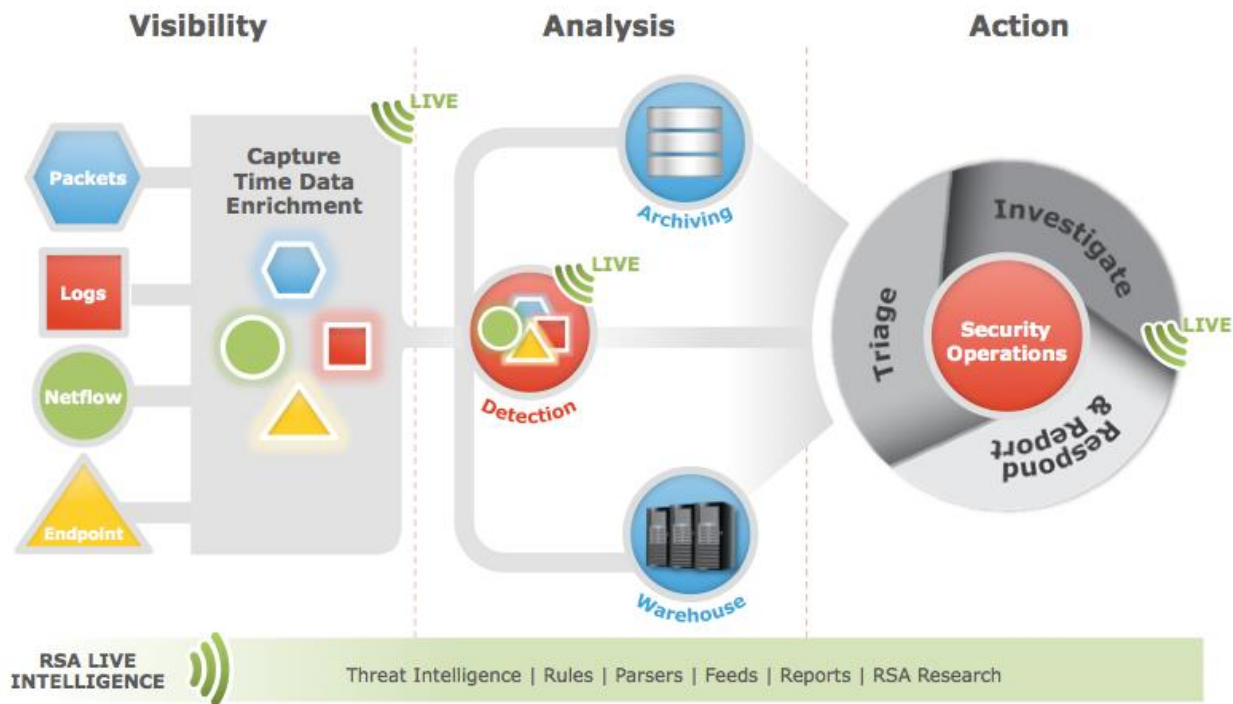 Visibility
Analysis
Action
Packets
Logs
Netflow
Endpoint
Capture
Time Data
Enrichment
LIVE
Archiving
LIVE
Detection
Warehouse
Triage
Investigate
Respond
& Report
Security
Operations
LIVE
RSA LIVE
INTELLIGENCE
Threat Intelligence | Rules | Parsers | Feeds | Reports | RSA Research